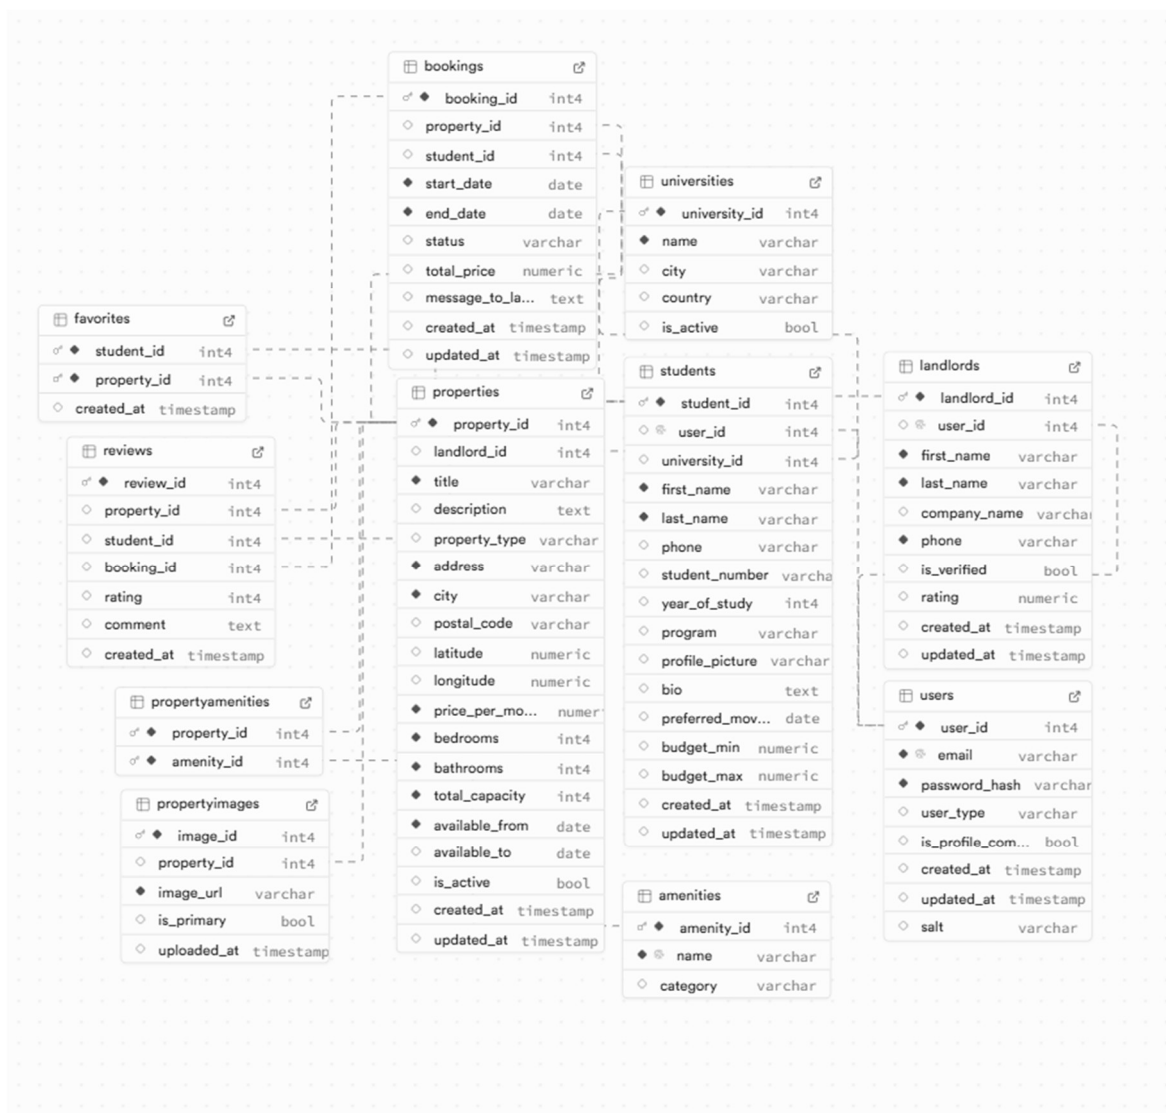 bookings
booking_id int4
property_id int4
student_id int4
start_date date
end_date date
status varchar
total_price numeric
message_to_la... text
created_at timestamp
updated_at timestamp
universities
university_id int4
name varchar
city varchar
country varchar
is_active bool
favorites
student_id int4
property_id int4
created_at timestamp
reviews
review_id int4
property_id int4
student_id int4
booking_id int4
rating int4
comment text
created_at timestamp
propertyamenities
property_id int4
amenity_id int4
propertyimages
image_id int4
property_id int4
image_url varchar
is_primary bool
uploaded_at timestamp
properties
property_id int4
landlord_id int4
title varchar
description text
property_type varchar
address varchar
city varchar
postal_code varchar
latitude numeric
longitude numeric
price_per_mo... numer
bedrooms int4
bathrooms int4
total_capacity int4
available_from date
available_to date
is_active bool
created_at timestamp
updated_at timestamp
students
student_id int4
user_id int4
university_id int4
first_name varchar
last_name varchar
phone varchar
student_number varcha
year_of_study int4
program varchar
profile_picture varchar
bio text
preferred_mov... date
budget_min numeric
budget_max numeric
created_at timestamp
updated_at timestamp
amenities
amenity_id int4
name varchar
category varchar
landlords
landlord_id int4
user_id int4
first_name varchar
last_name varchar
company_name varchar
phone varchar
is_verified bool
rating numeric
created_at timestamp
updated_at timestamp
users
user_id int4
email varchar
password_hash varchar
user_type varchar
is_profile_com... bool
created_at timestamp
updated_at timestamp
salt varchar